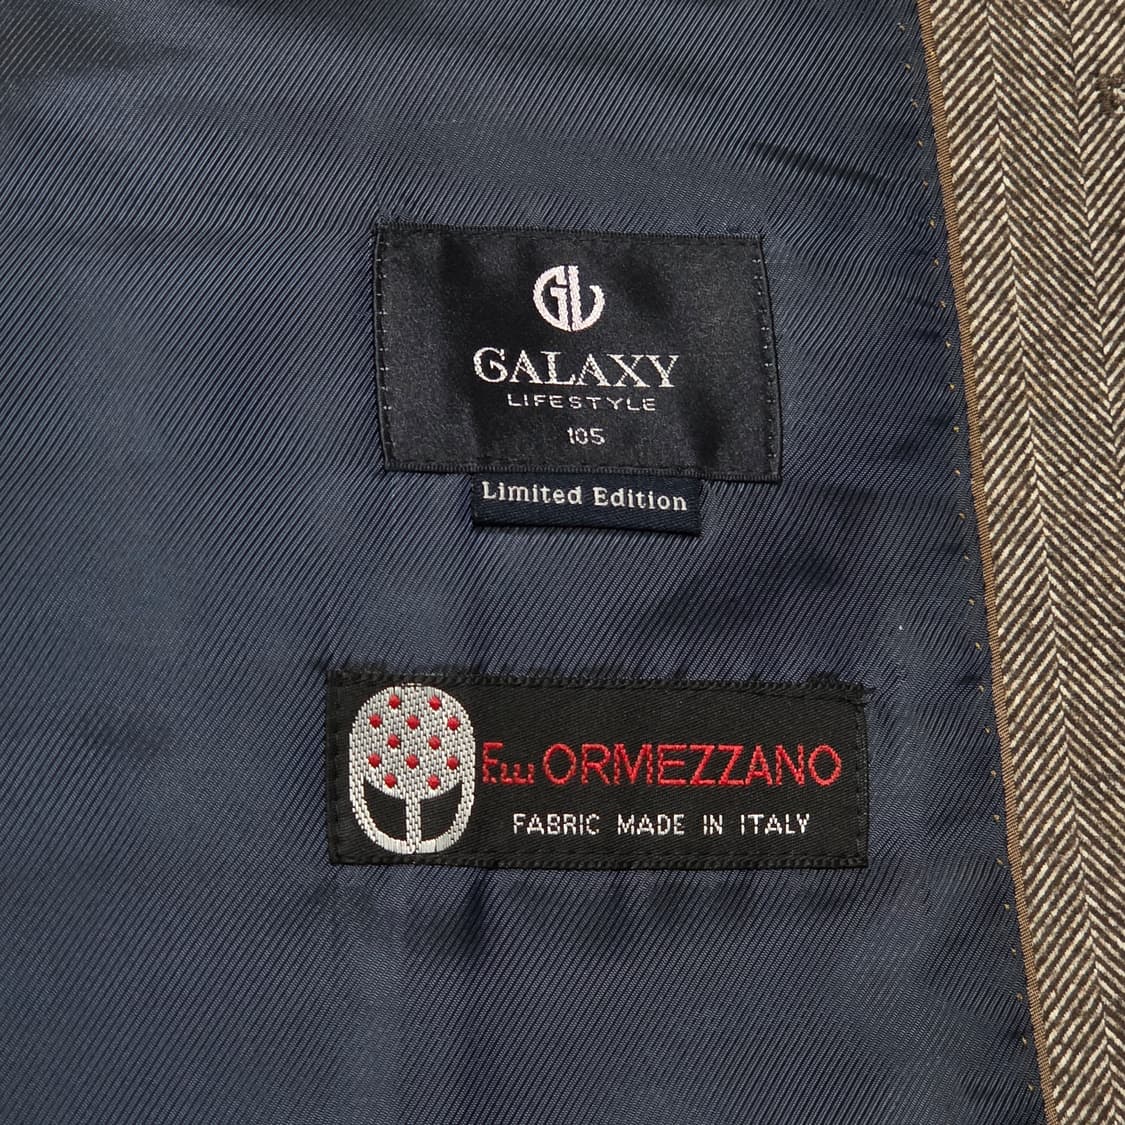 GL
GALAXY
LIFESTYLE
105
Limited Edition
F.lli ORMEZZANO
FABRIC MADE IN ITALY